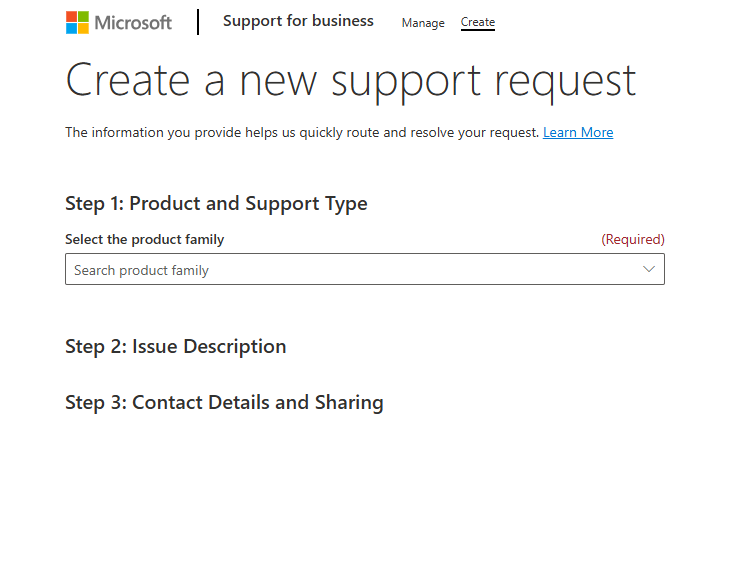 Microsoft Support for business Manage Create
Create a new support request
The information you provide helps us quickly route and resolve your request. Learn More
Step 1: Product and Support Type
Select the product family (Required)
Search product family
Step 2: Issue Description
Step 3: Contact Details and Sharing